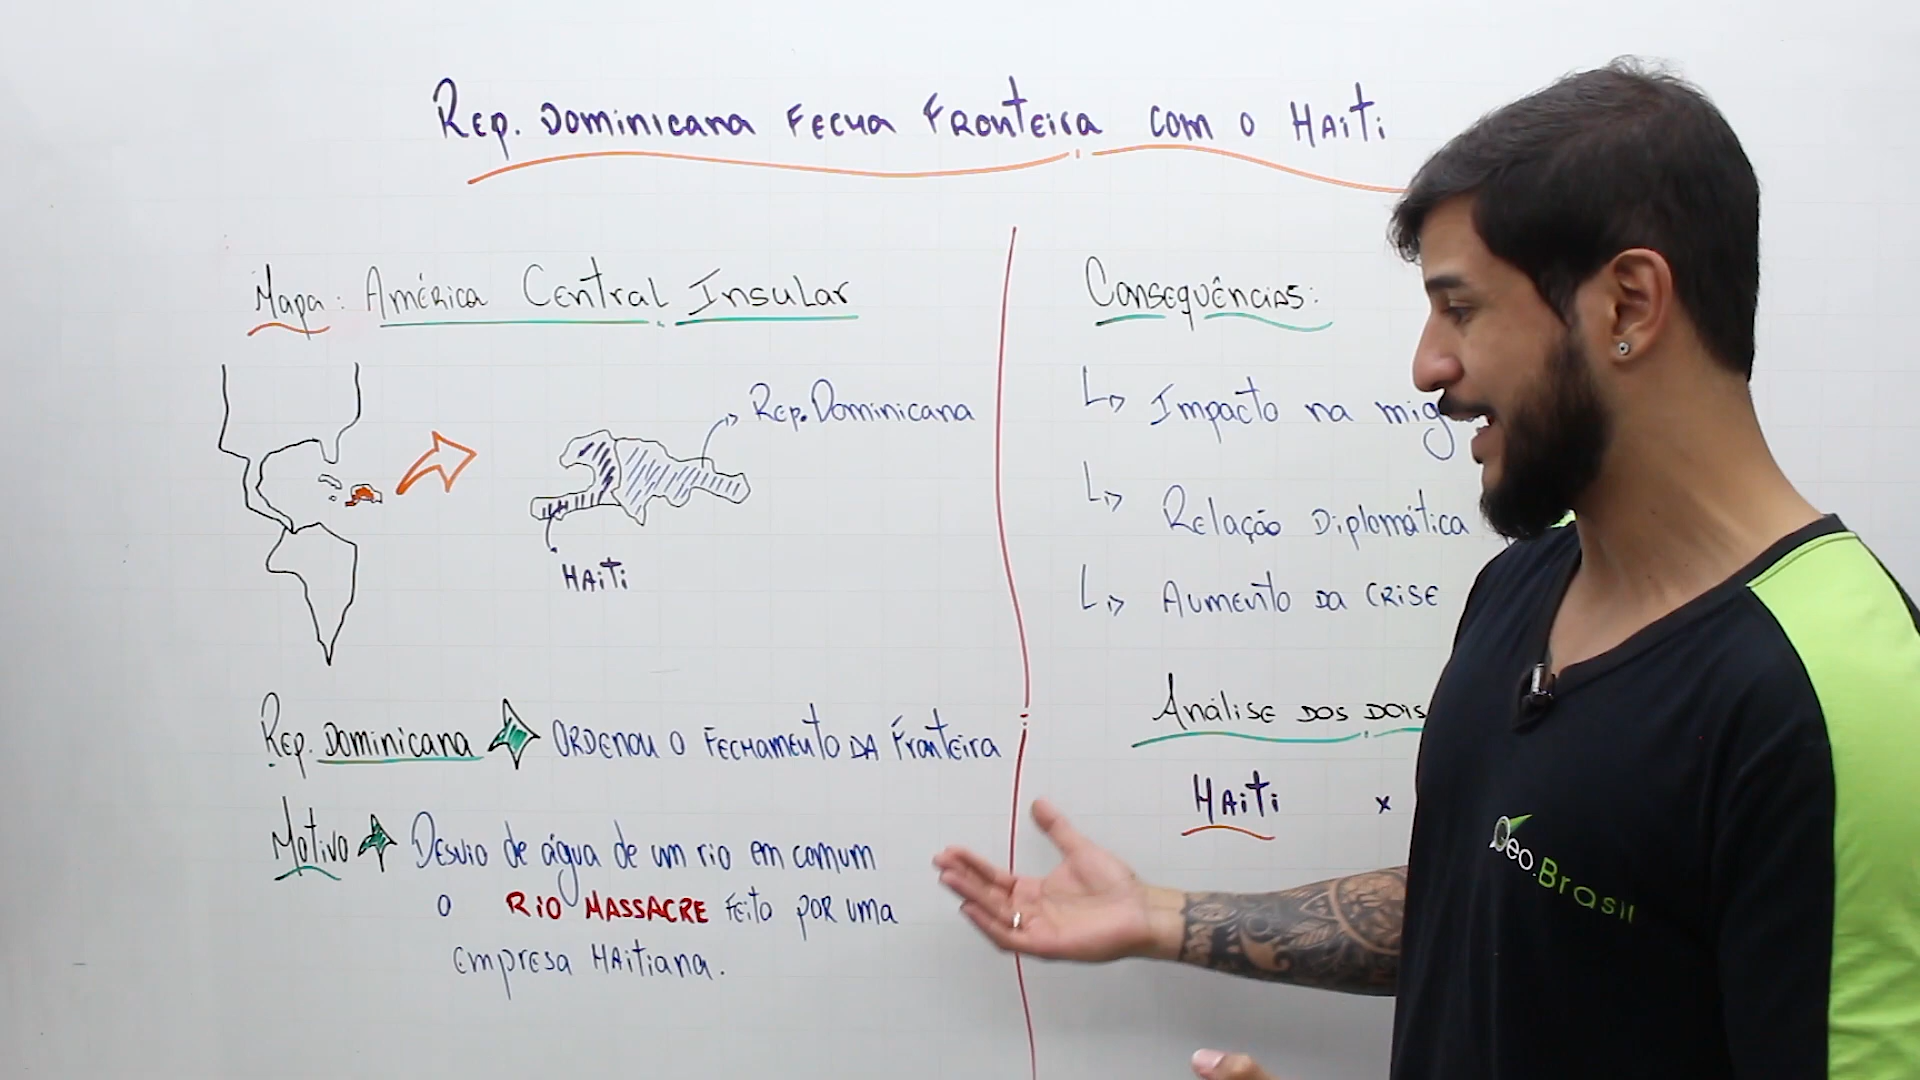 Rep. Dominicana Fecha Fronteira com o Haiti
Mapa: América Central Insular
Rep. Dominicana
Haiti
Rep. Dominicana Ordenou o Fechamento da Fronteira
Motivo Desvio de água de um rio em comum
o Rio Massacre feito por uma
empresa Haitiana.
Consequências:
Impacto na
Relação Diplomática
Aumento da crise
Análise dos dois
Haiti x
Geo.Brasil